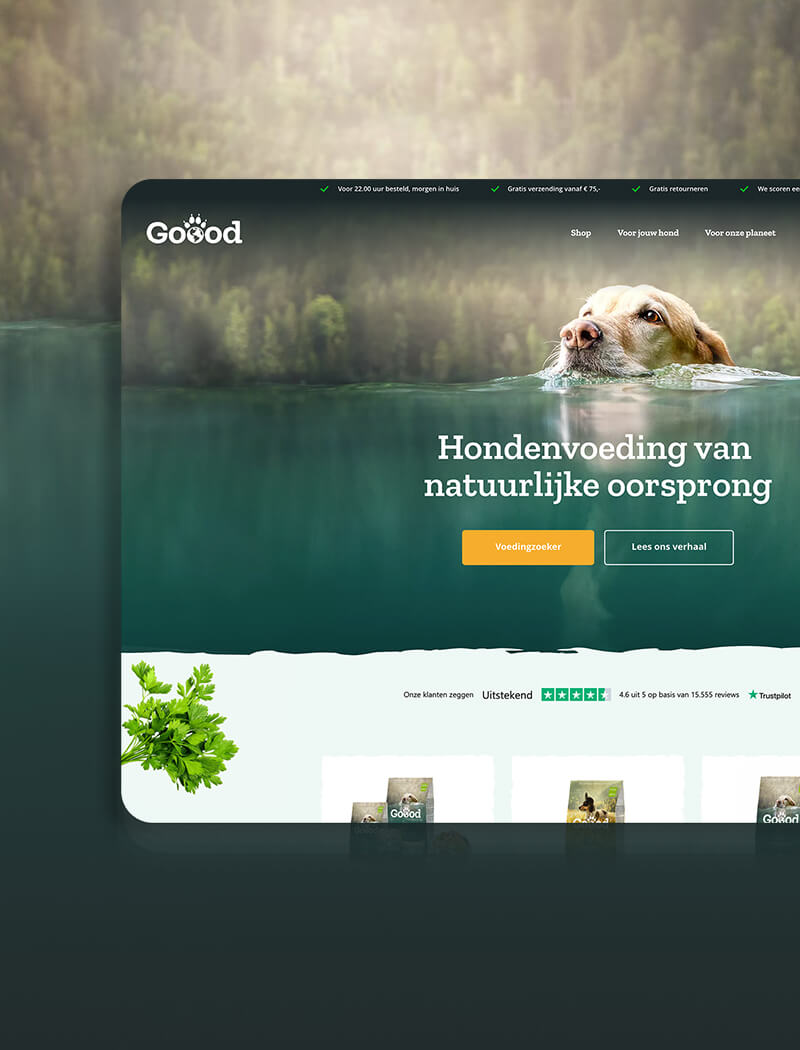 Voor 22.00 uur besteld, morgen in huis
Gratis verzending vanaf € 75,-
Gratis retourneren
We scoren ee
Goood
Shop
Voor jouw hond
Voor onze planeet
Hondenvoeding van
natuurlijke oorsprong
Voedingzoeker
Lees ons verhaal
Onze klanten zeggen Uitstekend 4.6 uit 5 op basis van 15.555 reviews Trustpilot
Goood
Goood